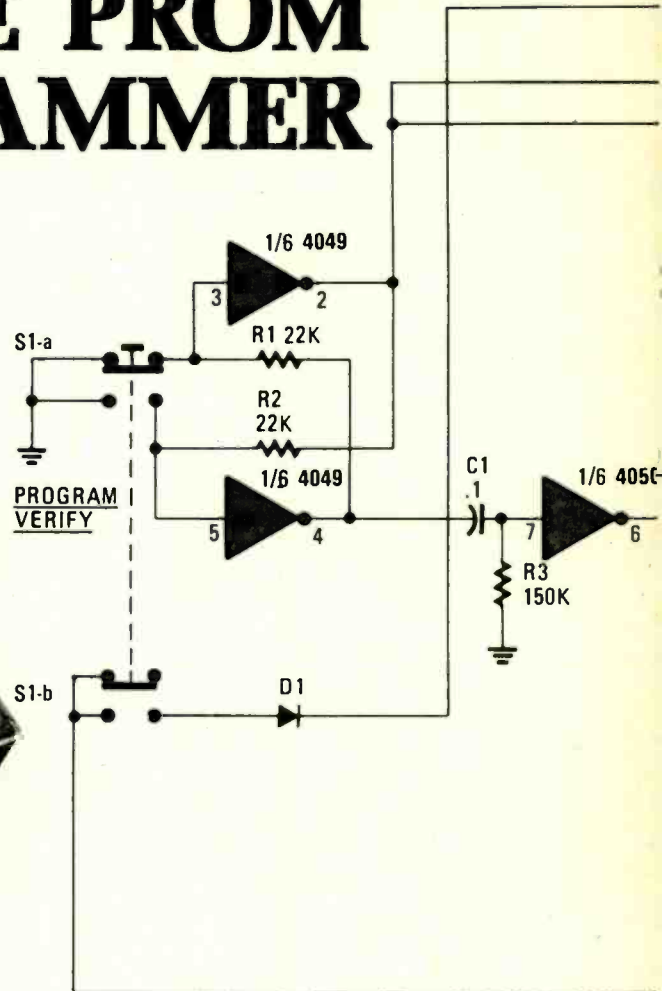 E PROM
AMMER
1/6 4049
3
2
S1-a
R1 22K
R2
22K
1/6 4049
C1
.1
1/6 4050
PROGRAM
VERIFY
5
4
7
6
R3
150K
S1-b
D1